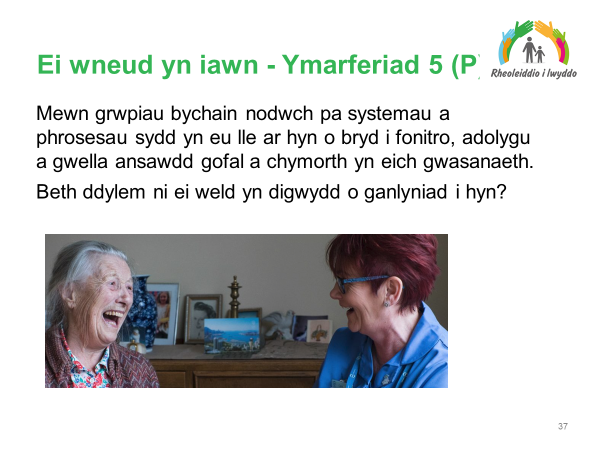 Ei wneud yn iawn - Ymarferiad 5 (P)
Rheoleiddio i lwyddo
Mewn grwpiau bychain nodwch pa systemau a
phrosesau sydd yn eu lle ar hyn o bryd i fonitro, adolygu
a gwella ansawdd gofal a chymorth yn eich gwasanaeth.
Beth ddylem ni ei weld yn digwydd o ganlyniad i hyn?
37